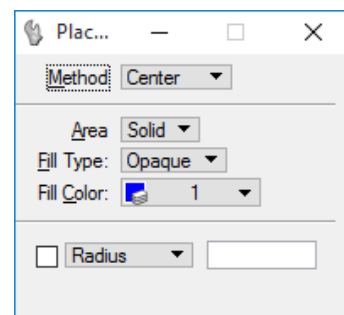 Plac...
Method Center
Area Solid
Fill Type: Opaque
Fill Color: 1
Radius